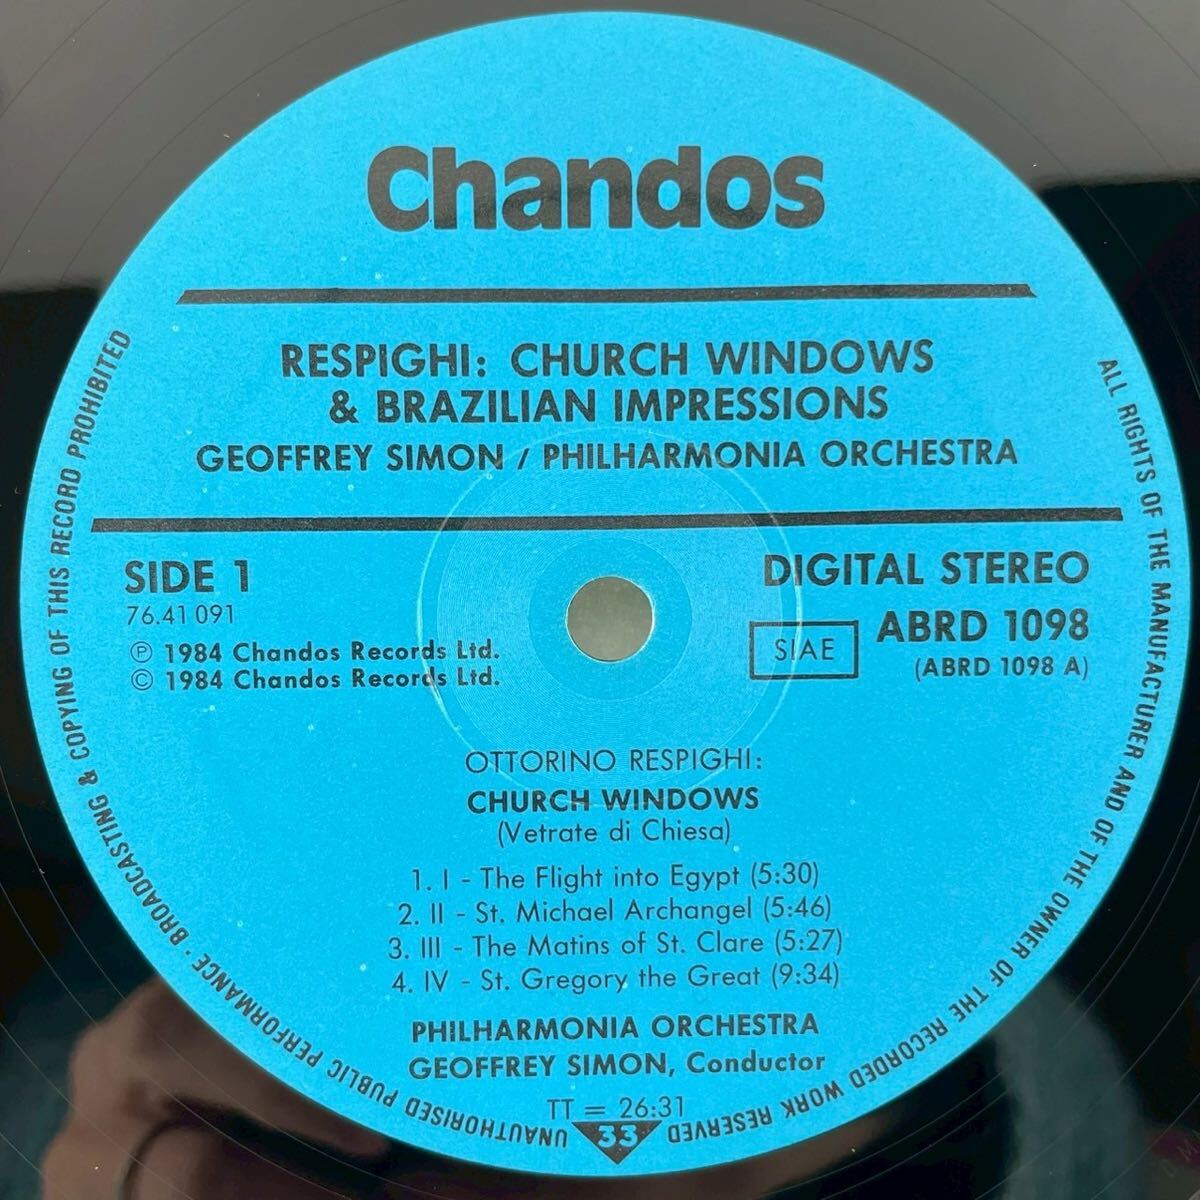 Chandos
RESPIGHI: CHURCH WINDOWS
& BRAZILIAN IMPRESSIONS
GEOFFREY SIMON / PHILHARMONIA ORCHESTRA
SIDE 1
76.41 091
℗ 1984 Chandos Records Ltd.
© 1984 Chandos Records Ltd.
DIGITAL STEREO
SIAE
ABRD 1098
(ABRD 1098 A)
OTTORINO RESPIGHI:
CHURCH WINDOWS
(Vetrate di Chiesa)
1. I - The Flight into Egypt (5:30)
2. II - St. Michael Archangel (5:46)
3. III - The Matins of St. Clare (5:27)
4. IV - St. Gregory the Great (9:34)
PHILHARMONIA ORCHESTRA
GEOFFREY SIMON, Conductor
TT = 26:31
33
ALL RIGHTS OF THE MANUFACTURER AND OF THE OWNER OF THE RECORDED WORK RESERVED
UNAUTHORISED PUBLIC PERFORMANCE · BROADCASTING & COPYING OF THIS RECORD PROHIBITED